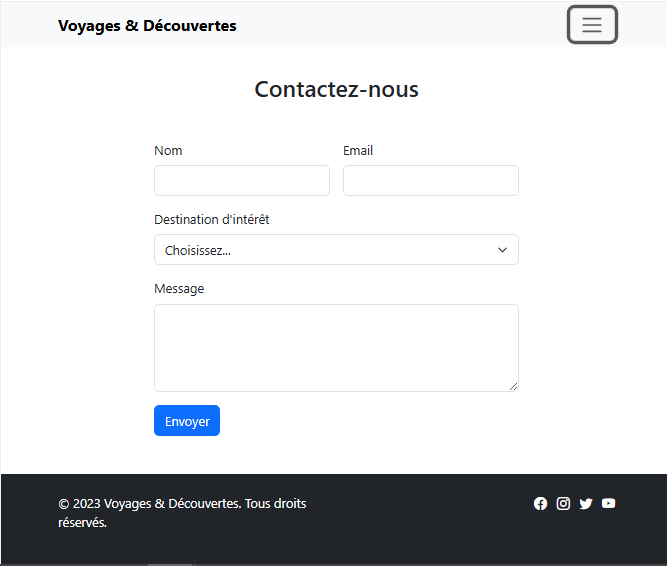 Voyages & Découvertes
Contactez-nous
Nom
Email
Destination d'intérêt
Choisissez...
Message
Envoyer
© 2023 Voyages & Découvertes. Tous droits
réservés.